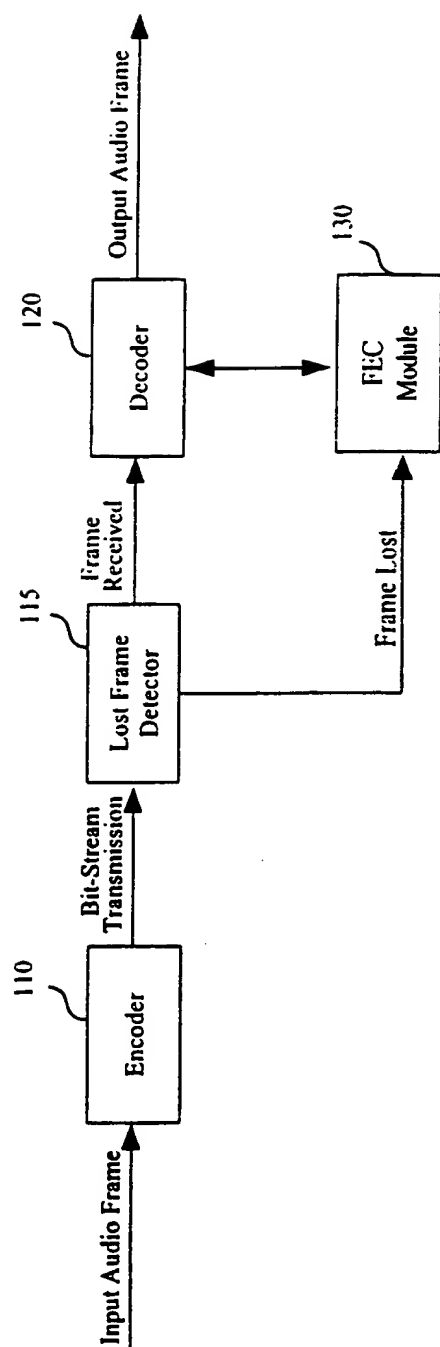 Input Audio Frame
110
Encoder
Bit-Stream
Transmission
115
Lost Frame
Detector
Frame
Received
Frame Lost
120
Decoder
130
FEC
Module
Output Audio Frame